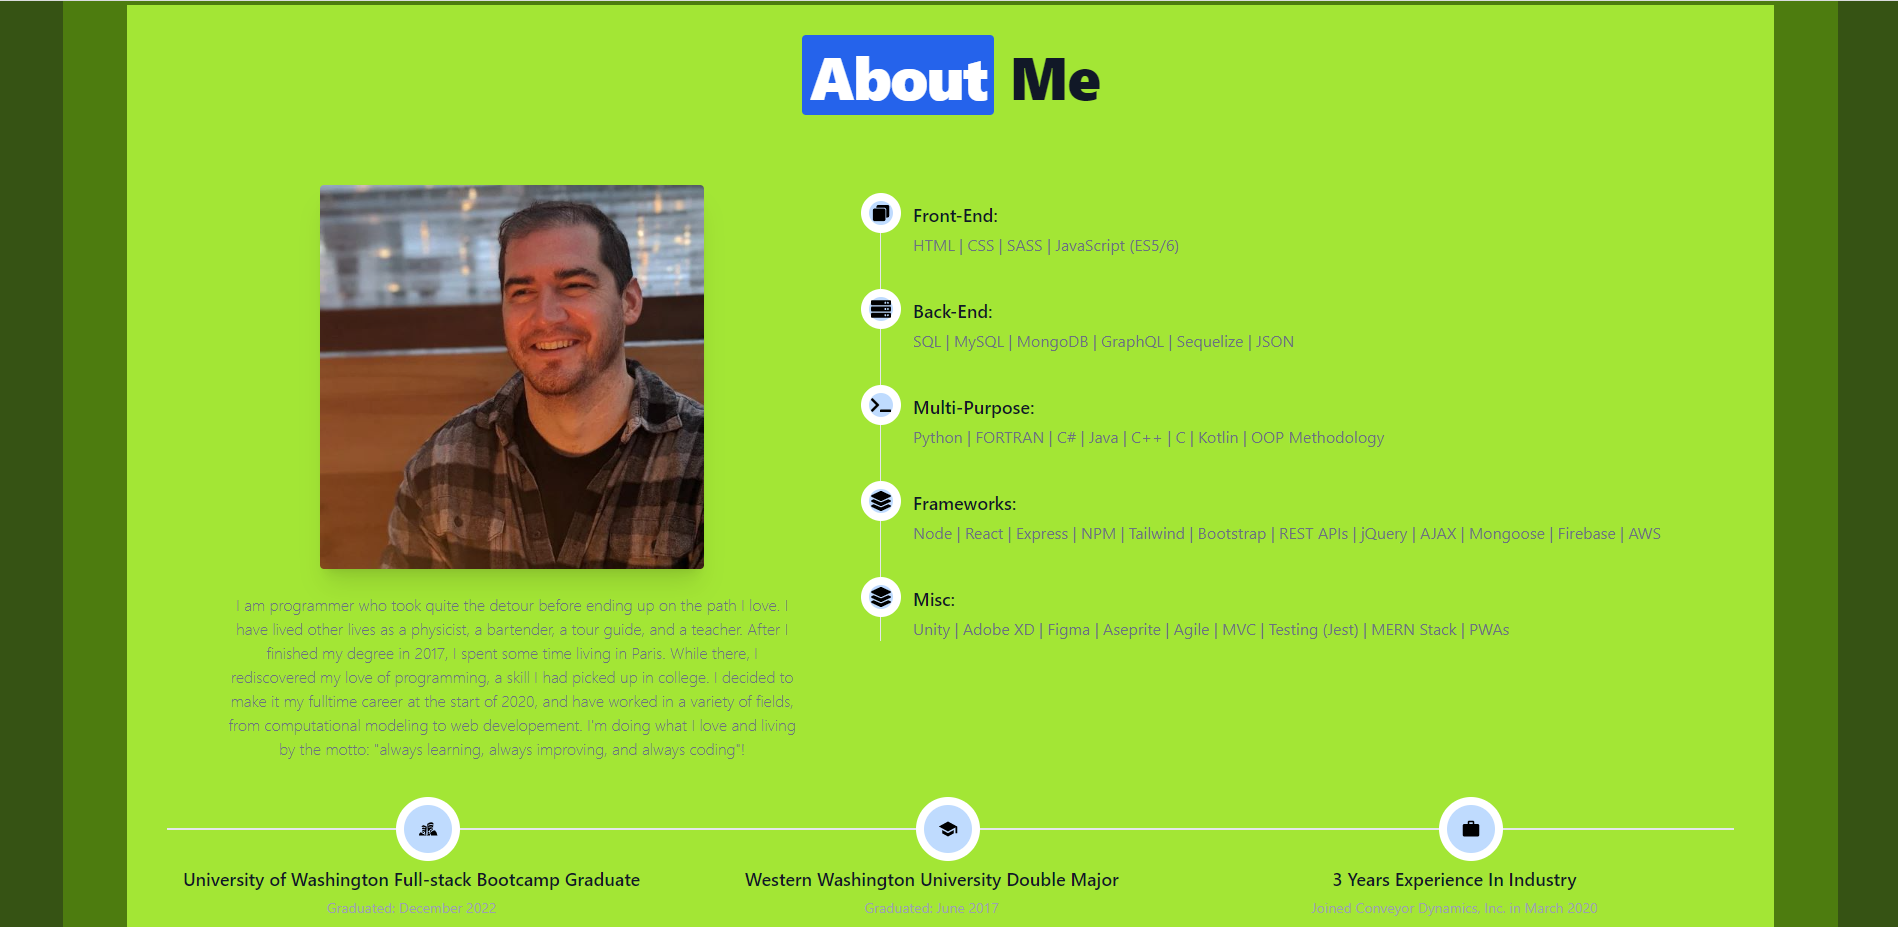 About Me
Front-End:
HTML | CSS | SASS | JavaScript (ES5/6)
Back-End:
SQL | MySQL | MongoDB | GraphQL | Sequelize | JSON
Multi-Purpose:
Python | FORTRAN | C# | Java | C++ | C | Kotlin | OOP Methodology
Frameworks:
Node | React | Express | NPM | Tailwind | Bootstrap | REST APIs | jQuery | AJAX | Mongoose | Firebase | AWS
Misc:
Unity | Adobe XD | Figma | Aseprite | Agile | MVC | Testing (Jest) | MERN Stack | PWAs
I am programmer who took quite the detour before ending up on the path I love. I
have lived other lives as a physicist, a bartender, a tour guide, and a teacher. After I
finished my degree in 2017, I spent some time living in Paris. While there, I
rediscovered my love of programming, a skill I had picked up in college. I decided to
make it my fulltime career at the start of 2020, and have worked in a variety of fields,
from computational modeling to web developement. I'm doing what I love and living
by the motto: "always learning, always improving, and always coding"!
University of Washington Full-stack Bootcamp Graduate
Graduated: December 2022
Western Washington University Double Major
Graduated: June 2017
3 Years Experience In Industry
Joined Conveyor Dynamics, Inc. in March 2020